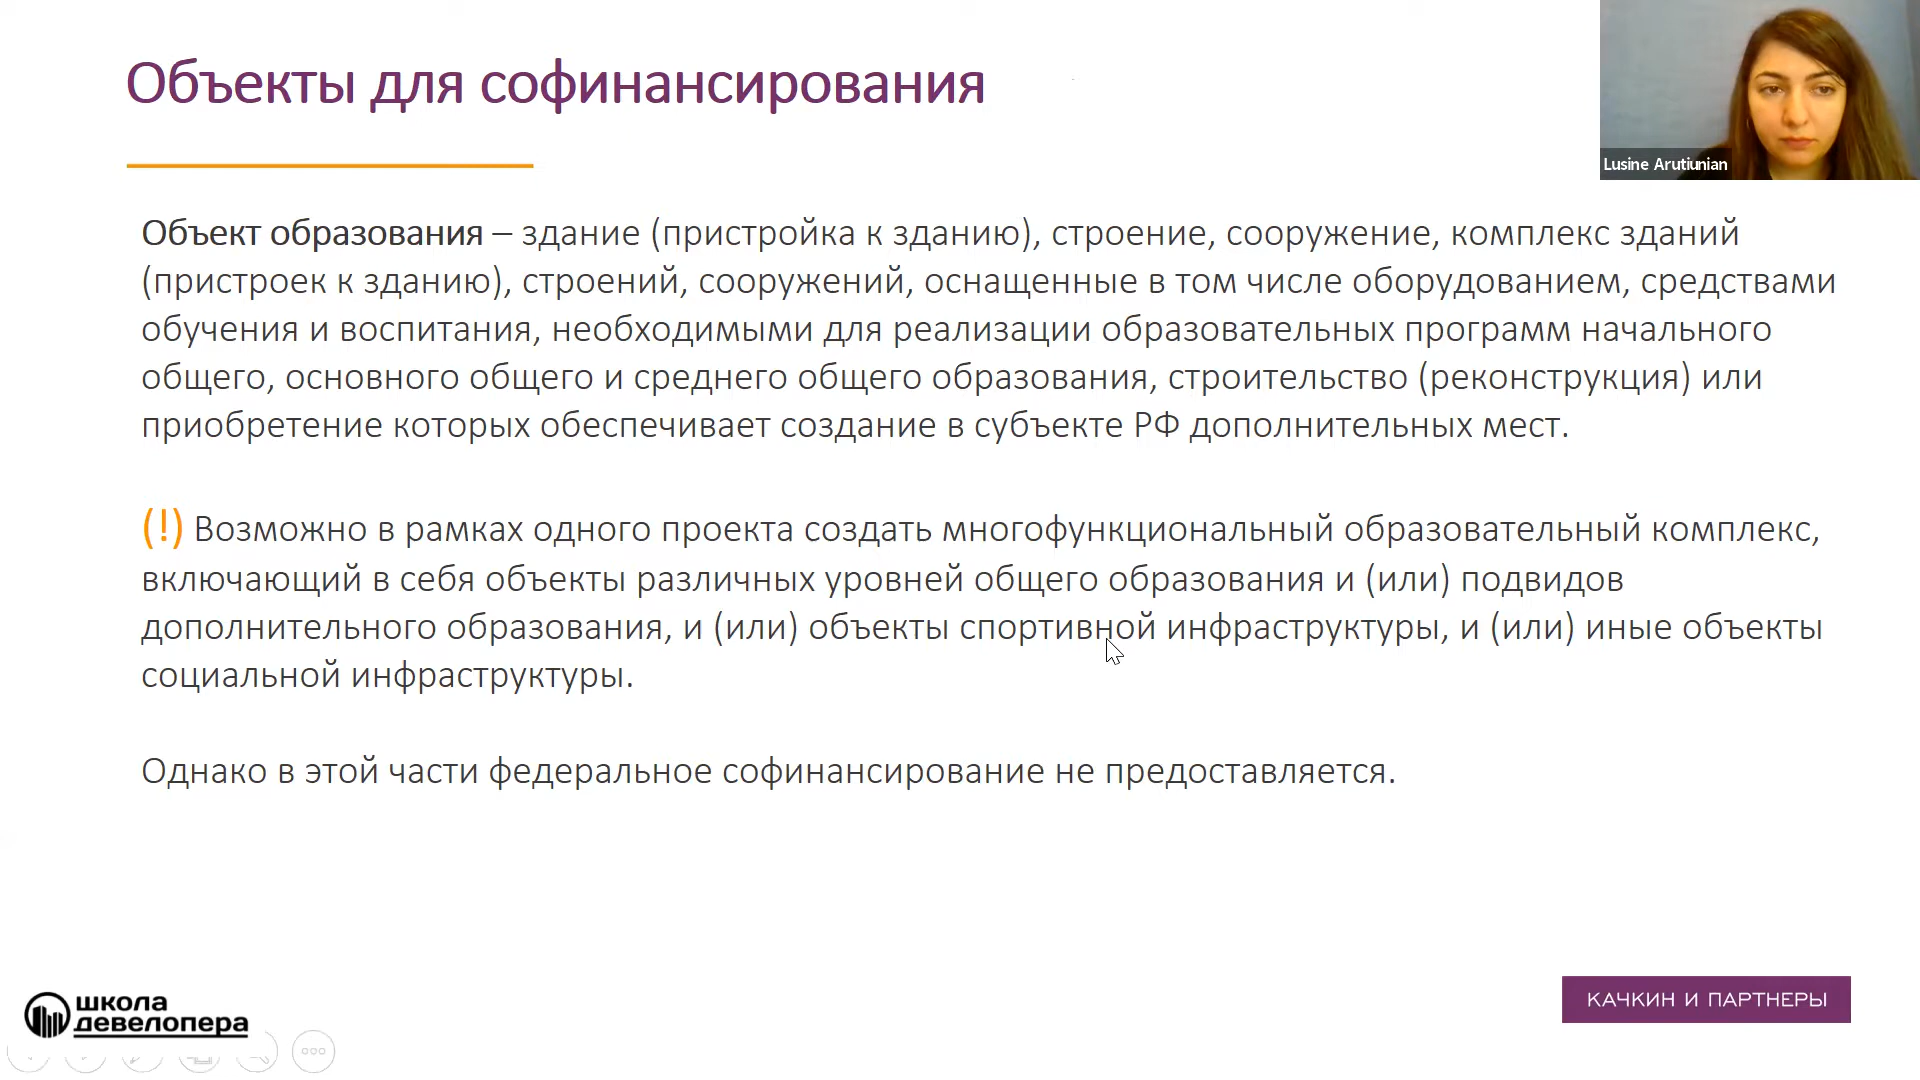 Объекты для софинансирования
Lusine Arutiunian
Объект образования – здание (пристройка к зданию), строение, сооружение, комплекс зданий
(пристроек к зданию), строений, сооружений, оснащенные в том числе оборудованием, средствами
обучения и воспитания, необходимыми для реализации образовательных программ начального
общего, основного общего и среднего общего образования, строительство (реконструкция) или
приобретение которых обеспечивает создание в субъекте РФ дополнительных мест.
(!) Возможно в рамках одного проекта создать многофункциональный образовательный комплекс,
включающий в себя объекты различных уровней общего образования и (или) подвидов
дополнительного образования, и (или) объекты спортивной инфраструктуры, и (или) иные объекты
социальной инфраструктуры.
Однако в этой части федеральное софинансирование не предоставляется.
школа
девелопера
КАЧКИН И ПАРТНЕРЫ